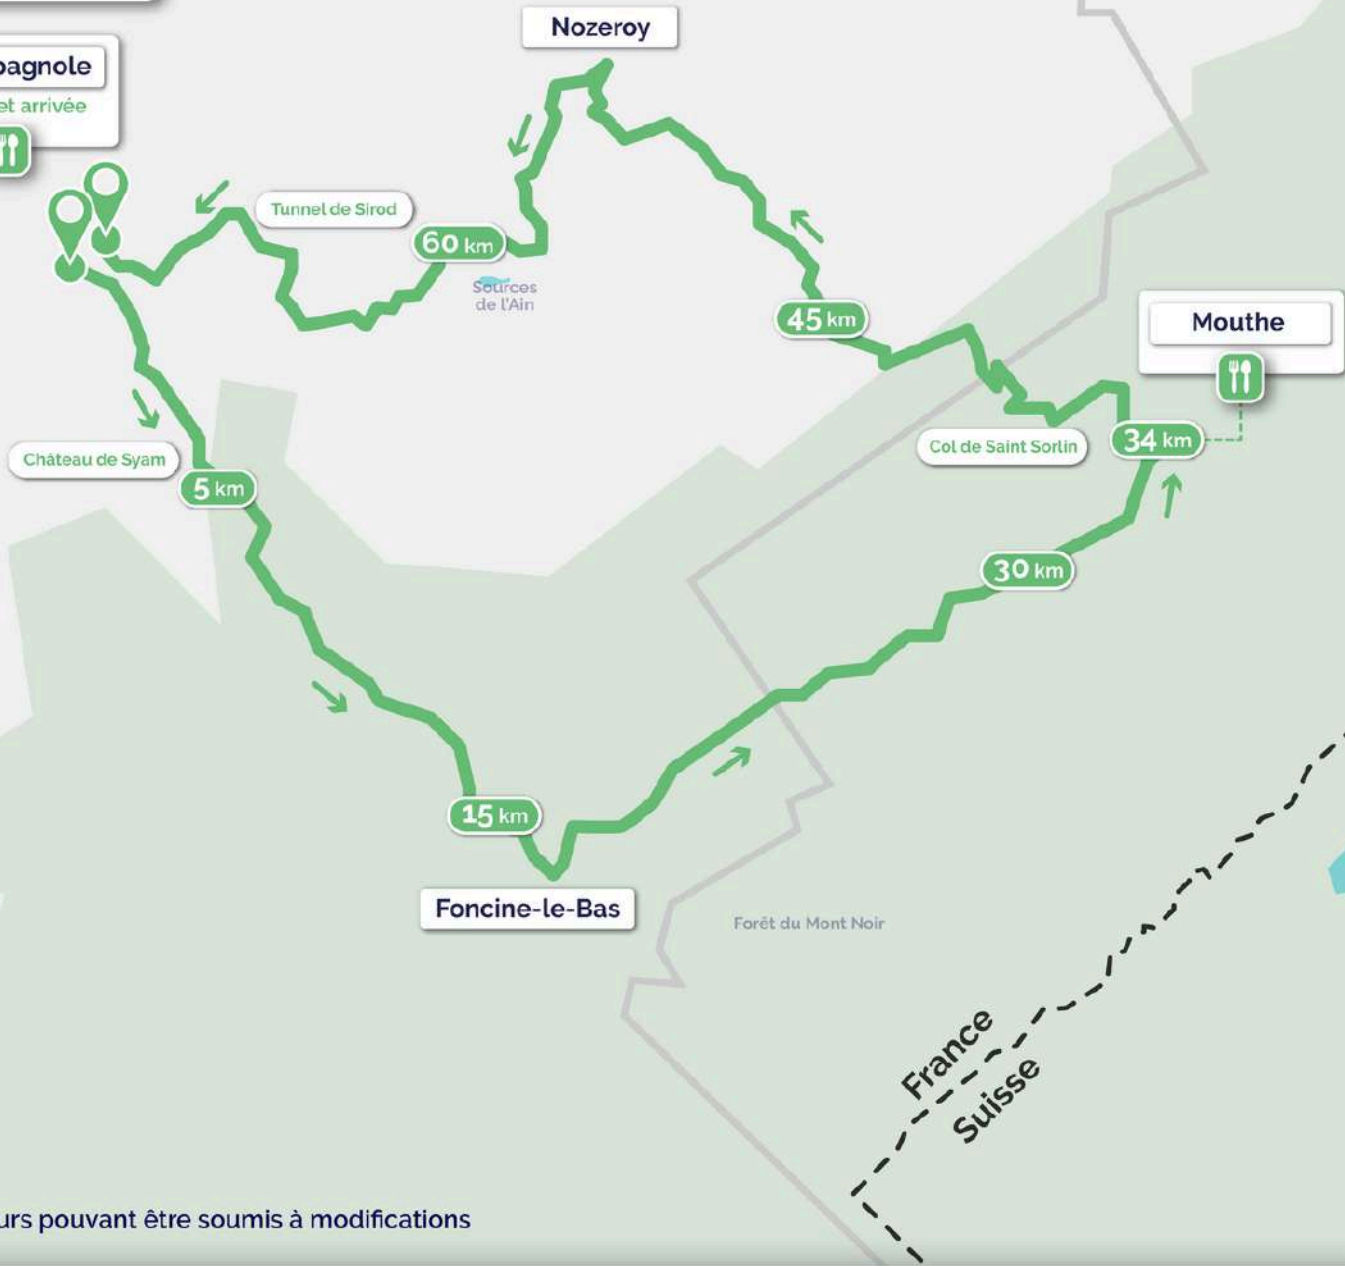 Nozeroy
pagnole
et arrivée
Tunnel de Sirod
60 km
Sources
de l'Ain
45 km
Mouthe
Col de Saint Sorlin
34 km
Château de Syam
5 km
30 km
15 km
Foncine-le-Bas
Forêt du Mont Noir
France
Suisse
urs pouvant être soumis à modifications